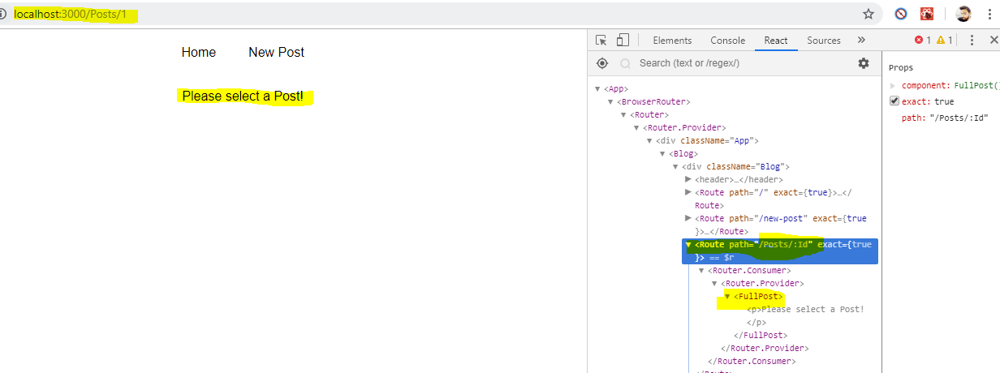 localhost:3000/Posts/1
Home New Post
Please select a Post!
Elements Console React Sources » 1 1
Search (text or /regex/)
<App>
<BrowserRouter>
<Router>
<Router.Provider>
<div className="App">
<Blog>
<div className="Blog">
<header>…</header>
<Route path="/" exact={true}>…</
Route>
<Route path="/new-post" exact={true
}>…</Route>
<Route path="/Posts/:Id" exact={true
}> == $r
<Router.Consumer>
<Router.Provider>
<FullPost>
<p>Please select a Post!
</p>
</FullPost>
</Router.Provider>
</Router.Consumer>
</Route>
Props
component: FullPost()
exact: true
path: "/Posts/:Id"